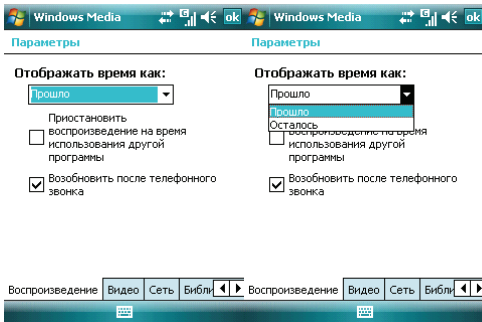 Windows Media
ok
Параметры
Отображать время как:
Прошло
Приостановить
воспроизведение на время
использования другой
программы
Возобновить после телефонного
звонка
Воспроизведение Видео Сеть Библи
Windows Media
ok
Параметры
Отображать время как:
Прошло
Прошло
Осталось
воспроизведение на время
использования другой
программы
Возобновить после телефонного
звонка
Воспроизведение Видео Сеть Библи